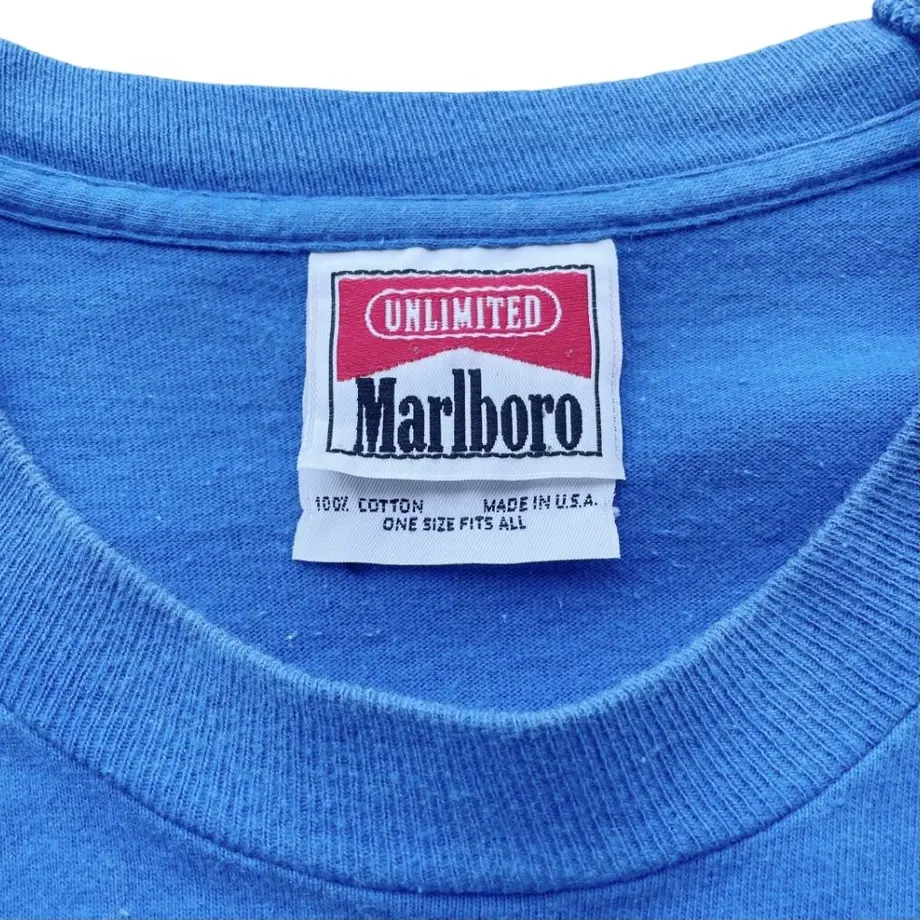 UNLIMITED
Marlboro
100% COTTON MADE IN U.S.A.
ONE SIZE FITS ALL